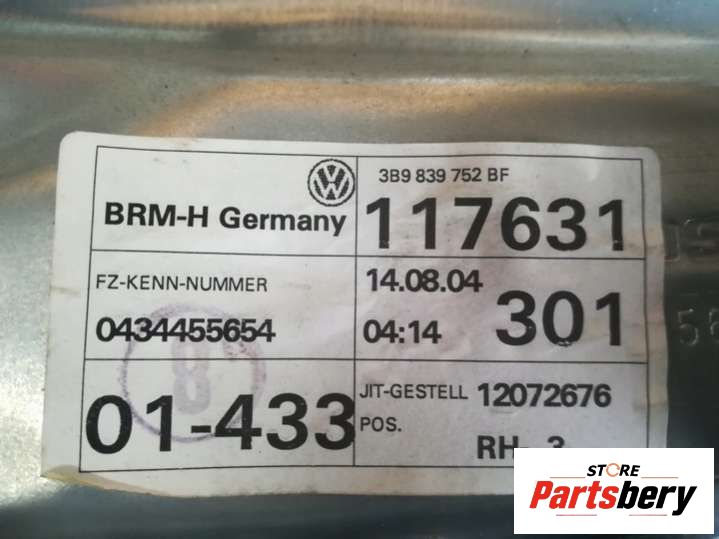 3B9 839 752 BF
BRM-H Germany
117631
FZ-KENN-NUMMER
14.08.04
0434455654
04:14
301
8
01-433
JIT-GESTELL 12072676
POS.
RH 3
STORE
Partsbery